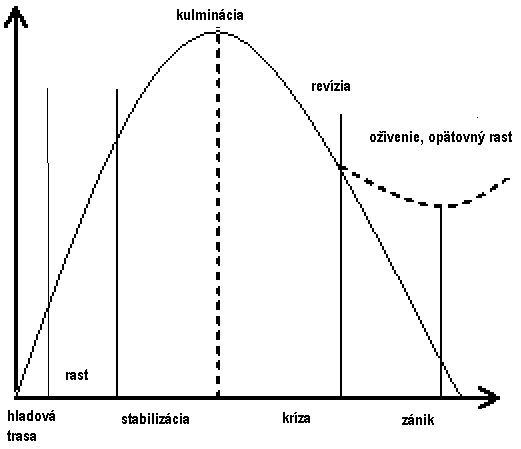 kulminácia
revízia
oživenie, opätovný rast
rast
hladová
trasa
stabilizácia
kríza
zánik